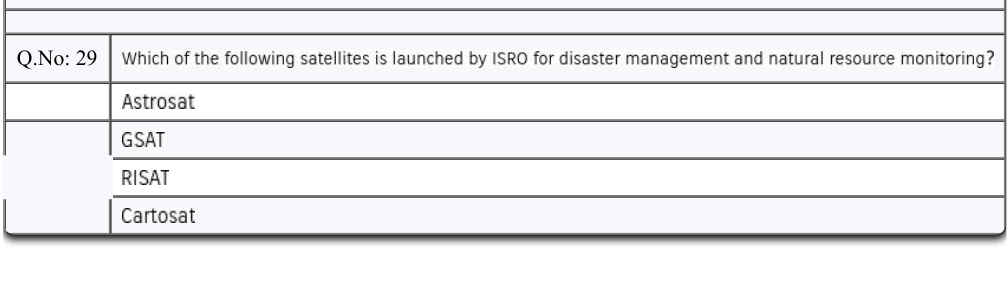 Q.No: 29 Which of the following satellites is launched by ISRO for disaster management and natural resource monitoring?
Astrosat
GSAT
RISAT
Cartosat